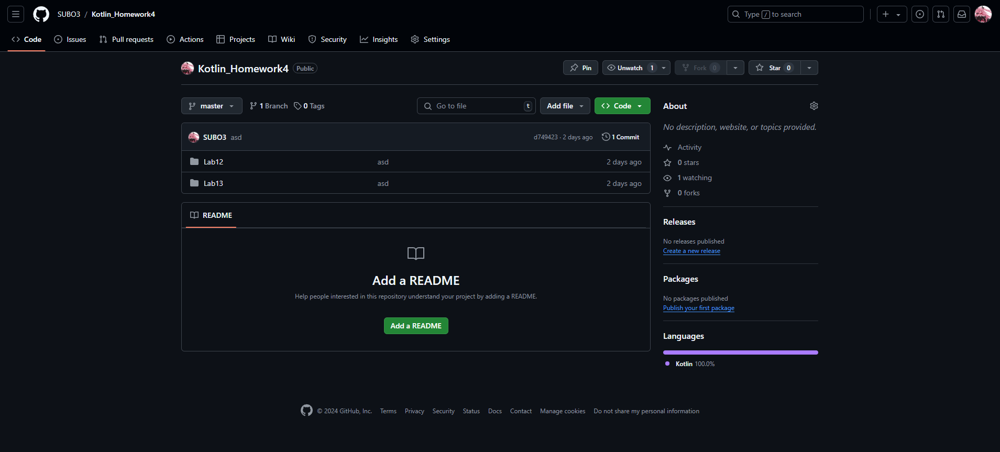 SUBO3 / Kotlin_Homework4
Type / to search
Code Issues Pull requests Actions Projects Wiki Security Insights Settings
Kotlin_Homework4 Public
Pin Unwatch 1 Fork 0 Star 0
master 1 Branch 0 Tags Go to file t Add file Code
SUBO3 asd d749423 · 2 days ago 1 Commit
Lab12 asd 2 days ago
Lab13 asd 2 days ago
README
Add a README
Help people interested in this repository understand your project by adding a README.
Add a README
About
No description, website, or topics provided.
Activity
0 stars
1 watching
0 forks
Releases
No releases published
Create a new release
Packages
No packages published
Publish your first package
Languages
Kotlin 100.0%
© 2024 GitHub, Inc. Terms Privacy Security Status Docs Contact Manage cookies Do not share my personal information